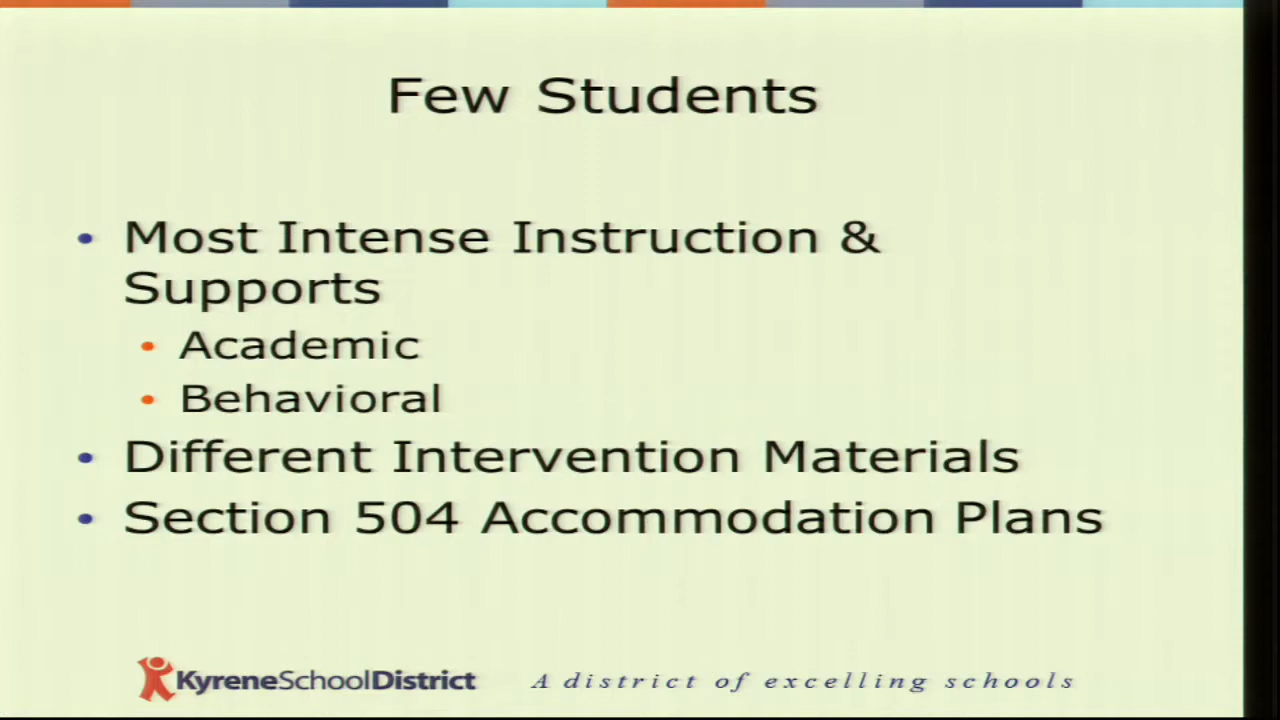 Few Students
• Most Intense Instruction &
Supports
• Academic
• Behavioral
• Different Intervention Materials
• Section 504 Accommodation Plans
KyreneSchoolDistrict A district of excelling schools